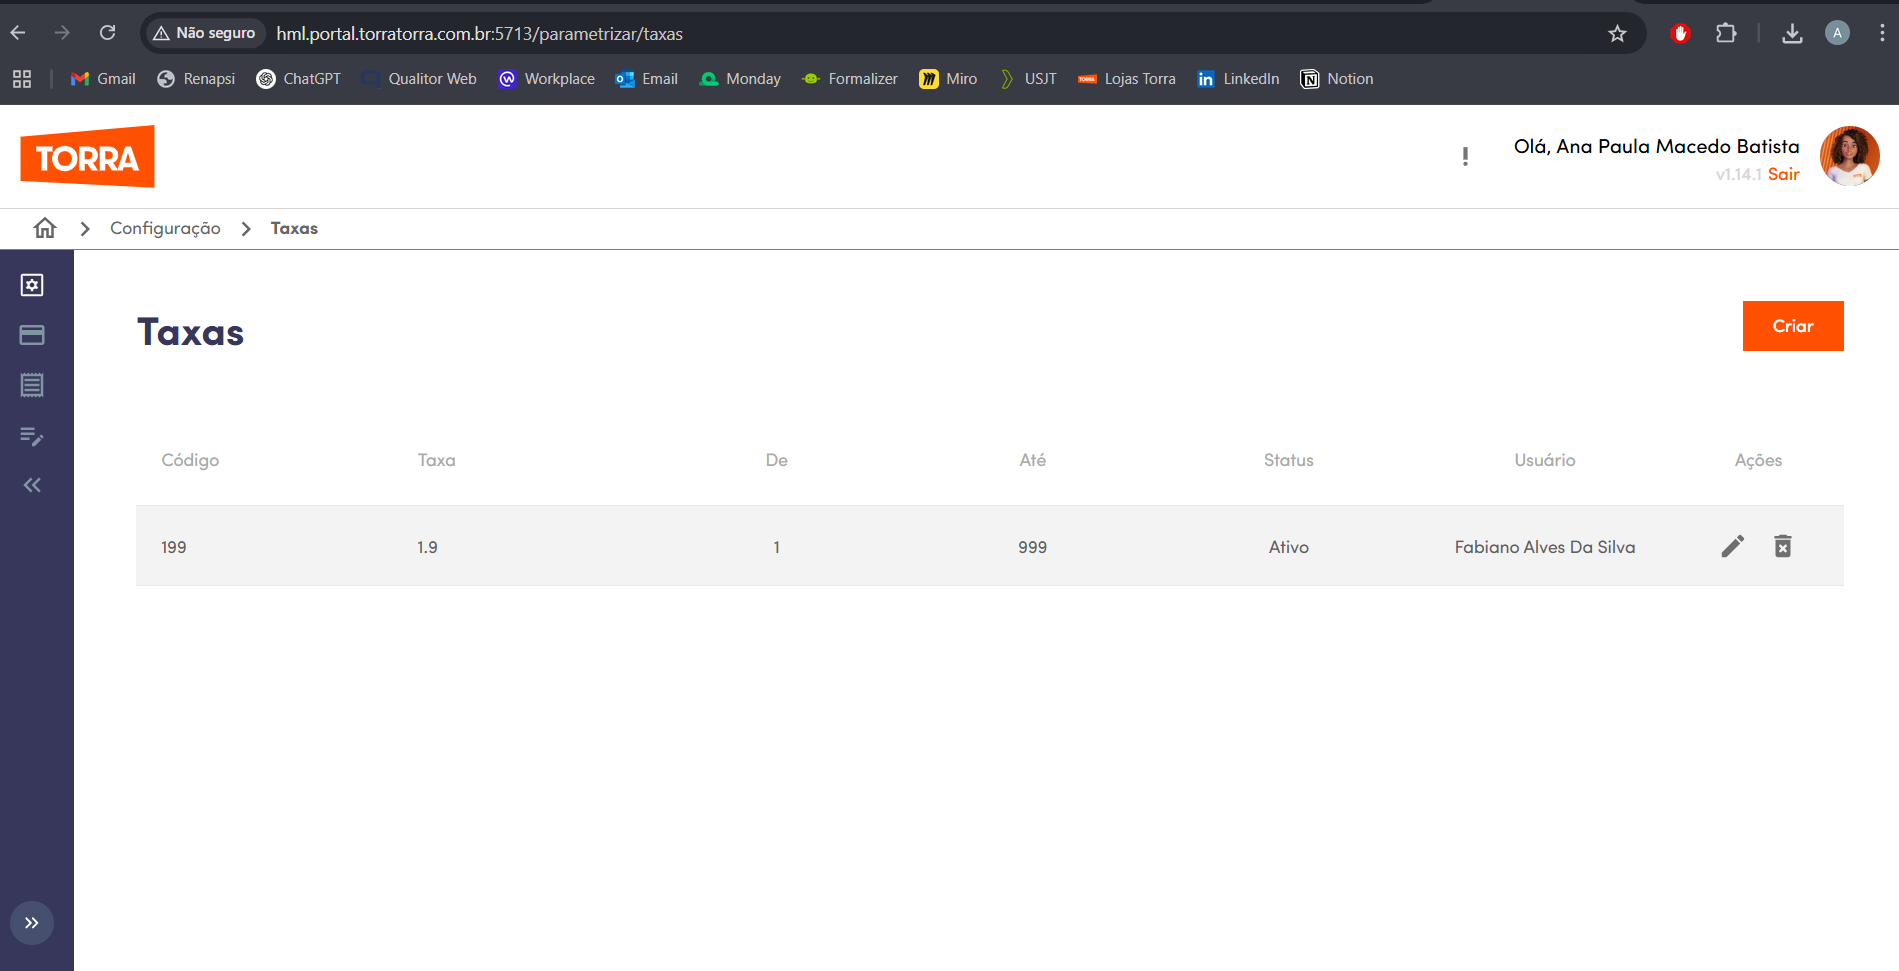 Não seguro hml.portal.torratorra.com.br:5713/parametrizar/taxas A
Gmail Renapsi ChatGPT Qualitor Web Workplace Email Monday Formalizer Miro USJT Lojas Torra LinkedIn Notion
TORRA
Olá, Ana Paula Macedo Batista
v1.14.1 Sair
Configuração Taxas
Taxas
Criar
Código Taxa De Até Status Usuário Ações
199 1.9 1 999 Ativo Fabiano Alves Da Silva